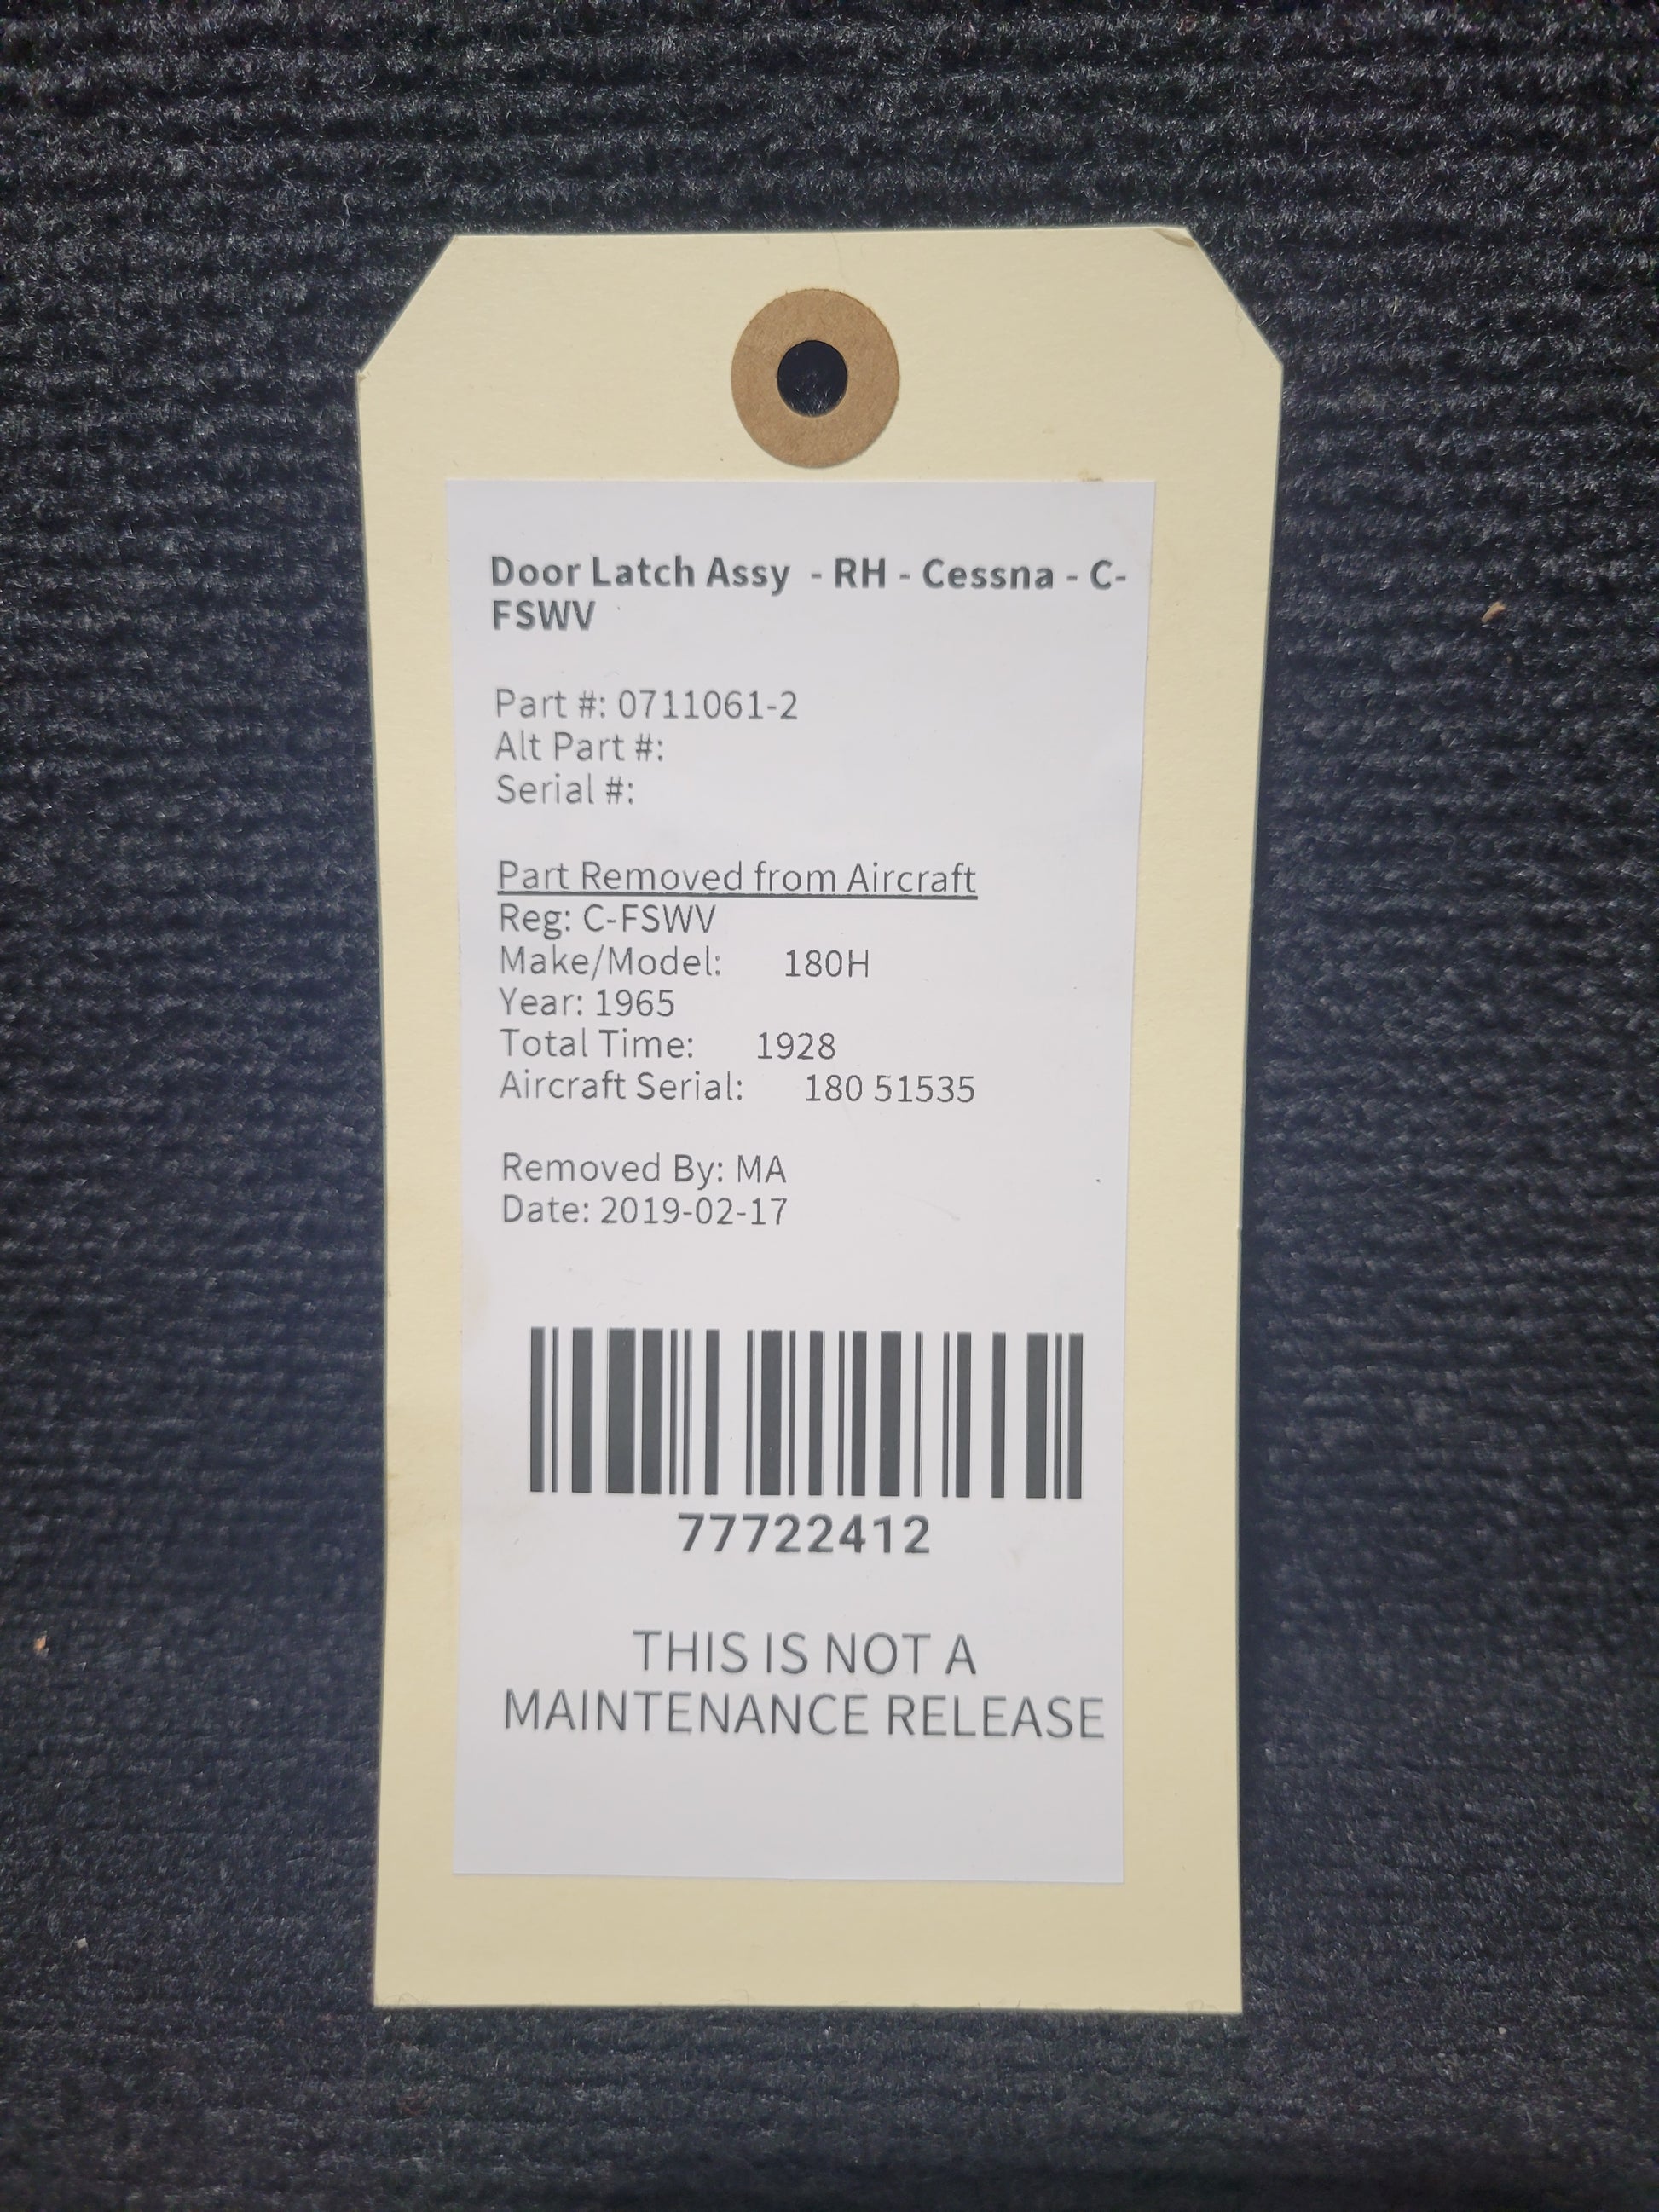 Door Latch Assy - RH - Cessna - C-
FSWV
Part #: 0711061-2
Alt Part #:
Serial #:
Part Removed from Aircraft
Reg: C-FSWV
Make/Model: 180H
Year: 1965
Total Time: 1928
Aircraft Serial: 180 51535
Removed By: MA
Date: 2019-02-17
77722412
THIS IS NOT A
MAINTENANCE RELEASE